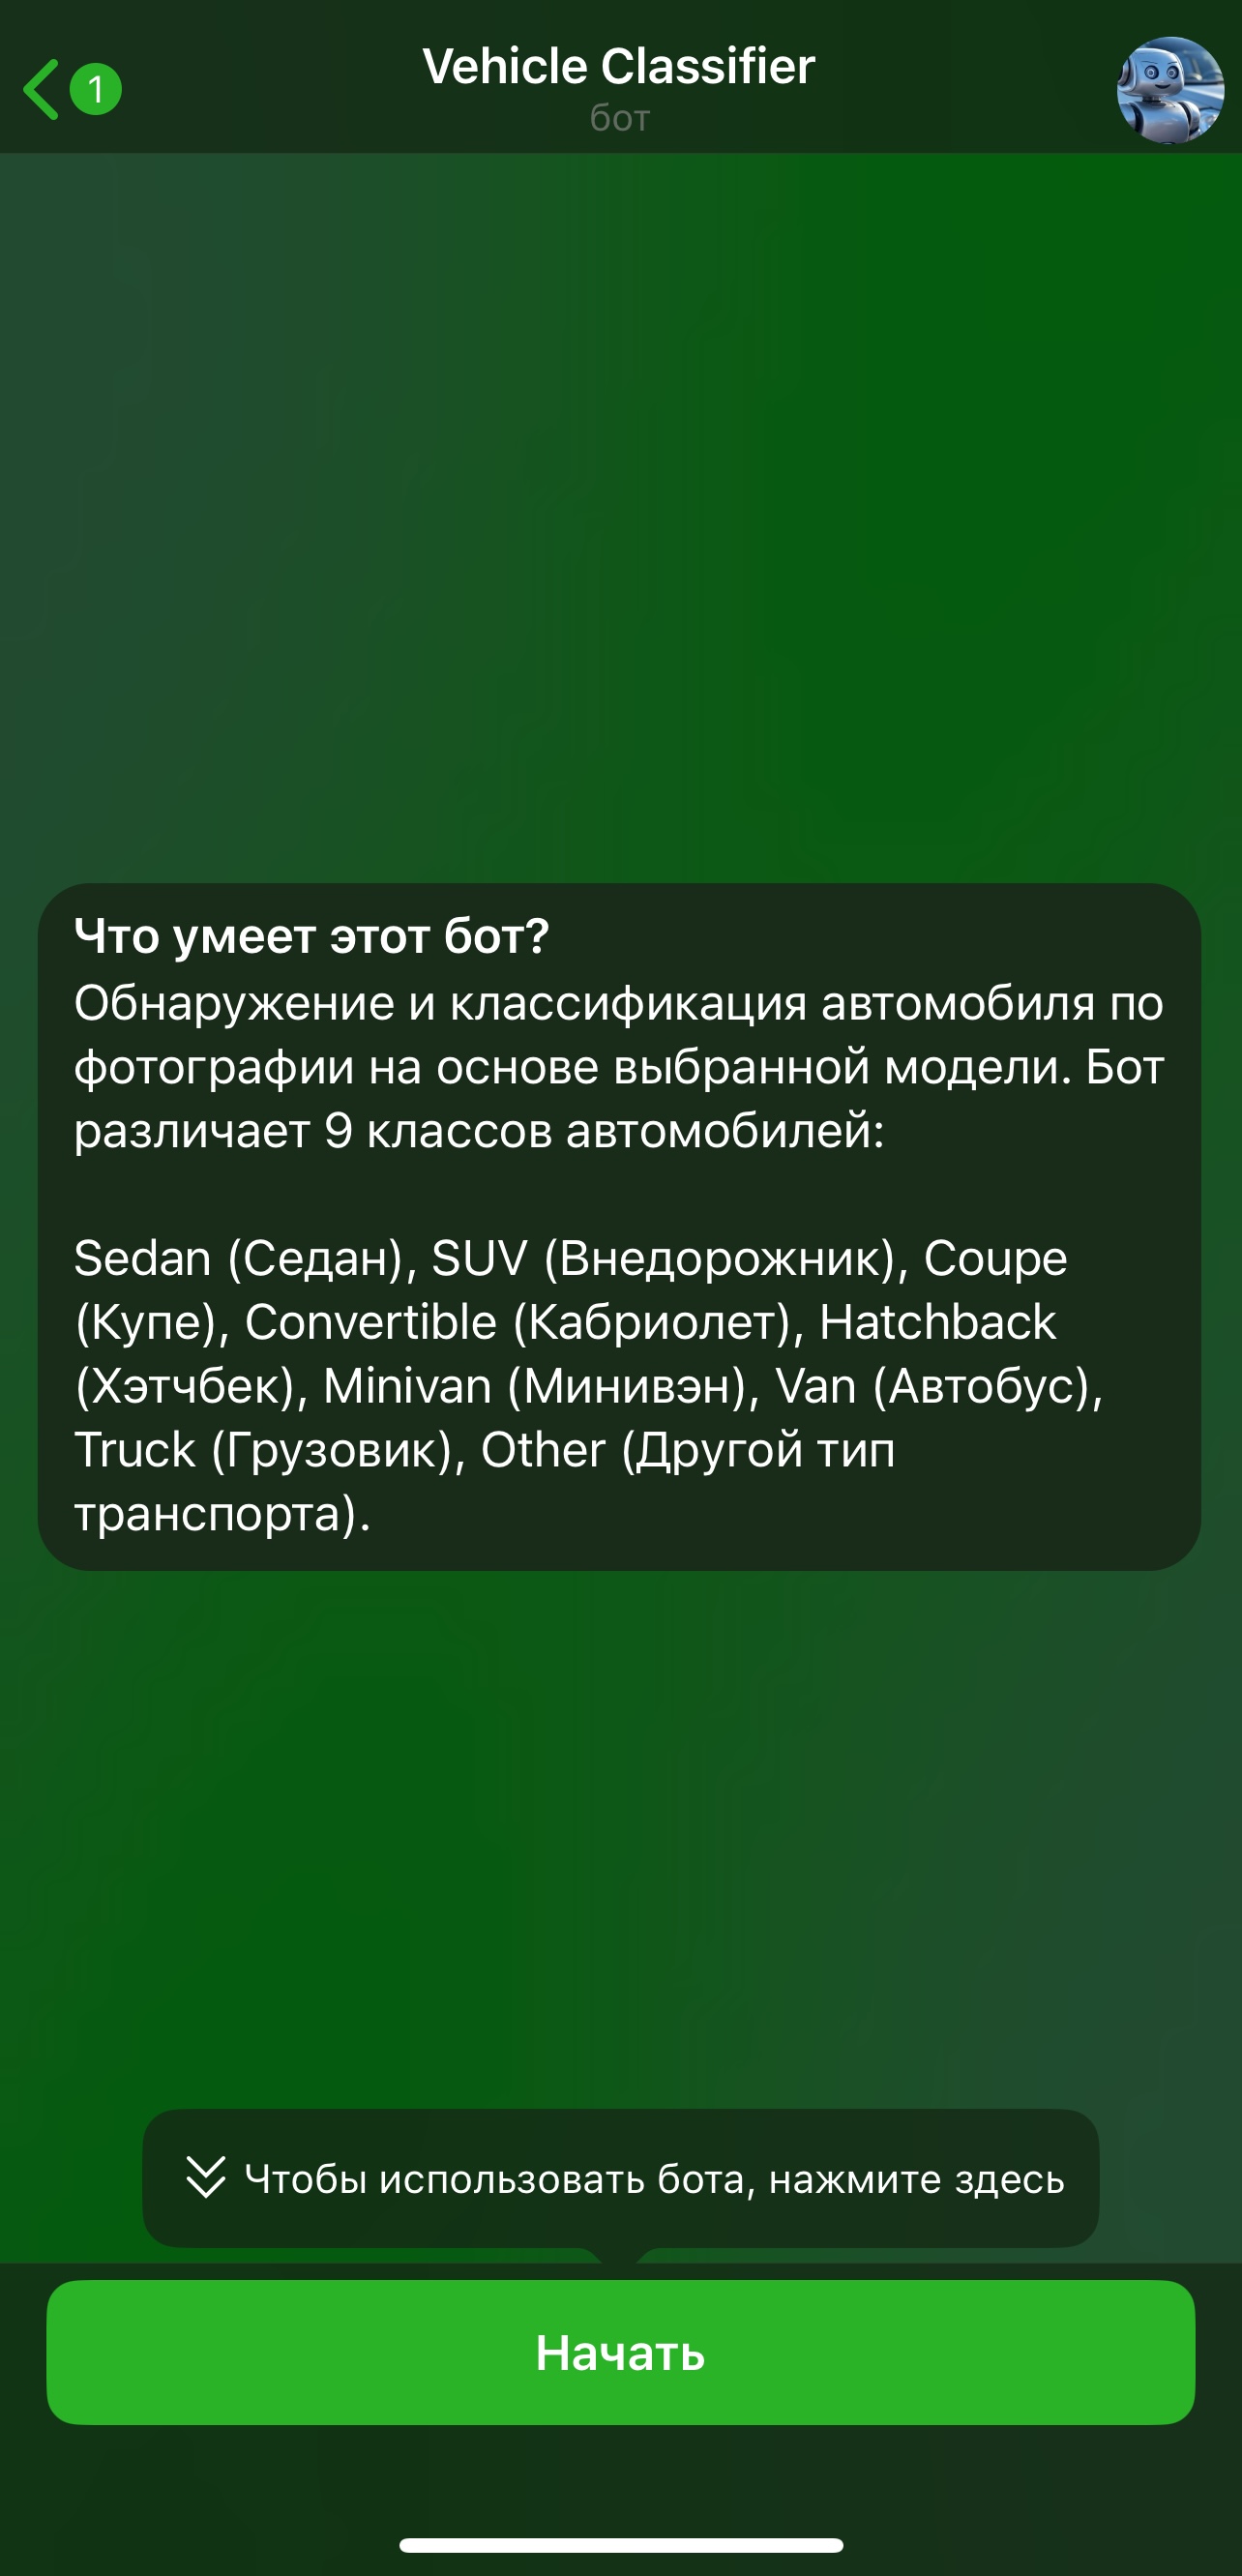 1
Vehicle Classifier
бот
Что умеет этот бот?
Обнаружение и классификация автомобиля по
фотографии на основе выбранной модели. Бот
различает 9 классов автомобилей:
Sedan (Седан), SUV (Внедорожник), Coupe
(Купе), Convertible (Кабриолет), Hatchback
(Хэтчбек), Minivan (Минивэн), Van (Автобус),
Truck (Грузовик), Other (Другой тип
транспорта).
Чтобы использовать бота, нажмите здесь
Начать